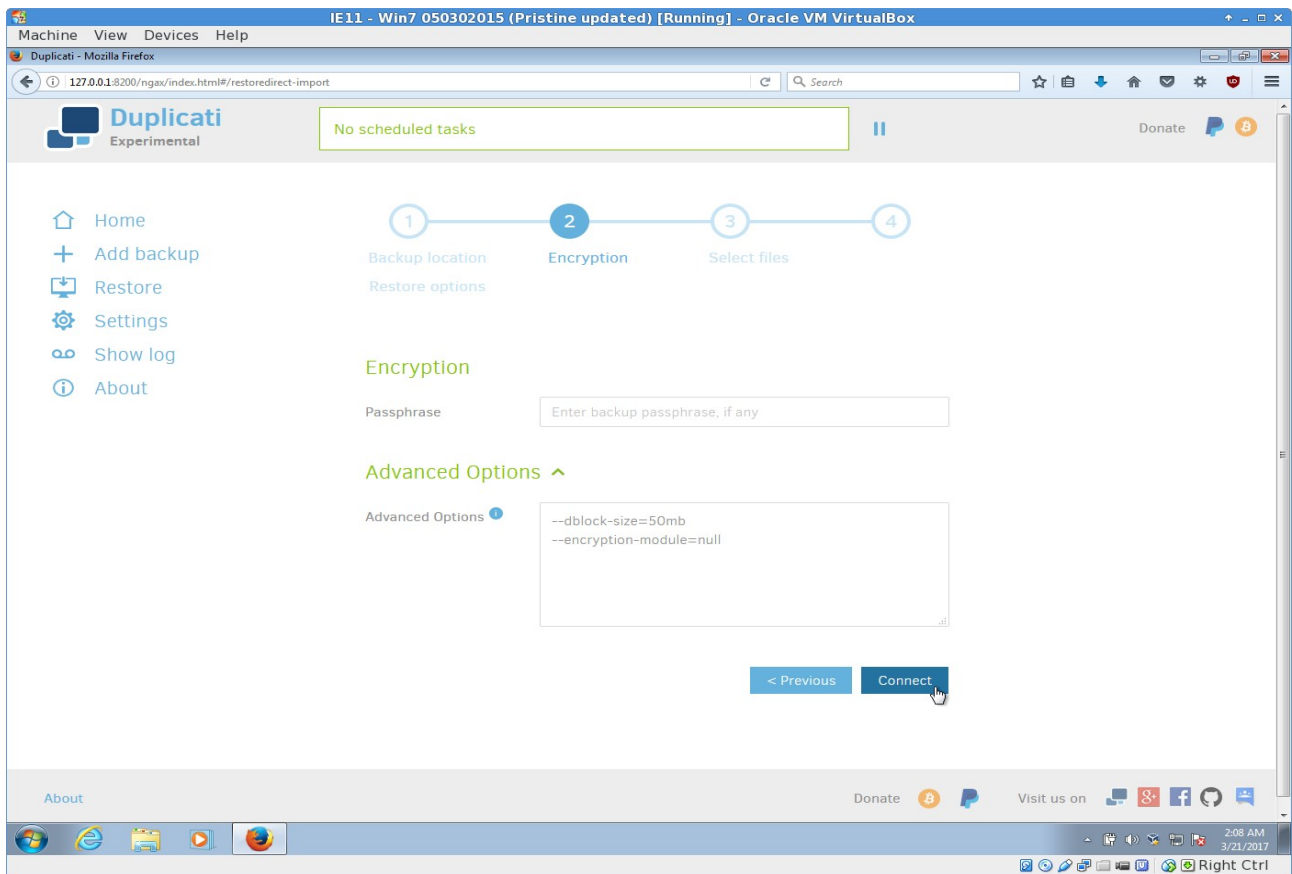 IE11 - Win7 050302015 (Pristine updated) [Running] - Oracle VM VirtualBox
Machine View Devices Help
Duplicati - Mozilla Firefox
127.0.0.1:8200/ngax/index.html#/restoredirect-import
Search
Duplicati
Experimental
No scheduled tasks
Donate
Home
Add backup
Restore
Settings
Show log
About
1 2 3 4
Backup location Encryption Select files
Restore options
Encryption
Passphrase Enter backup passphrase, if any
Advanced Options
Advanced Options --dblock-size=50mb
--encryption-module=null
< Previous Connect
About Donate Visit us on
2:08 AM
3/21/2017
Right Ctrl